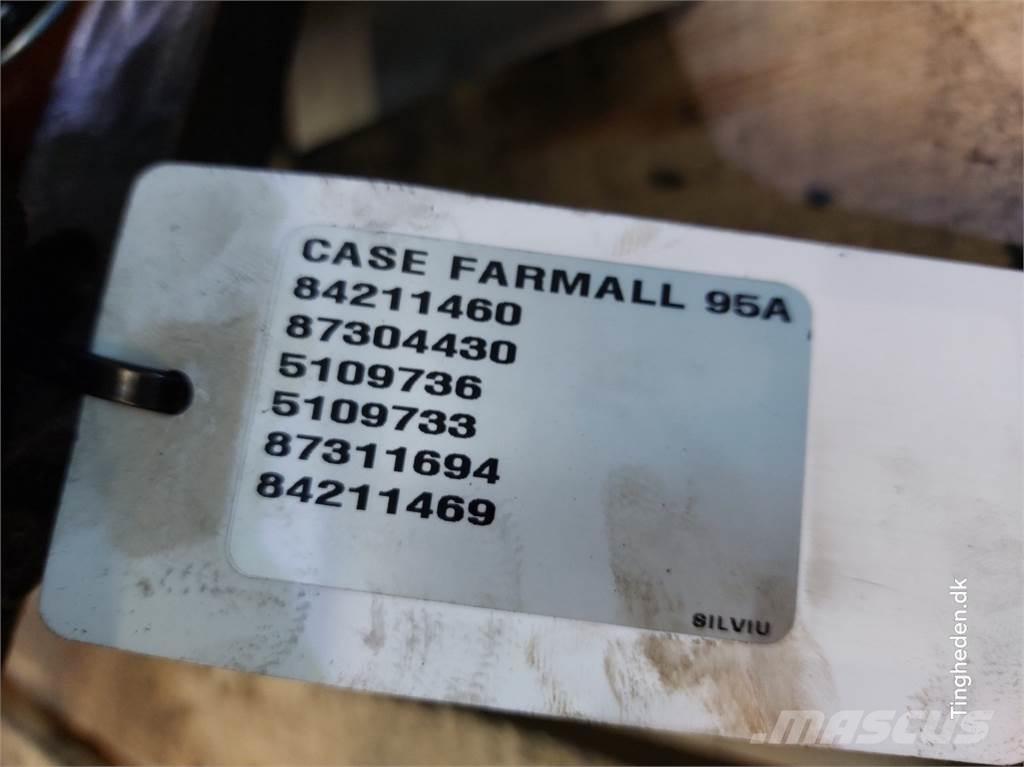 CASE FARMALL 95A
84211460
87304430
5109736
5109733
87311694
84211469
SILVIU
Tingheden.dk
MASCUS